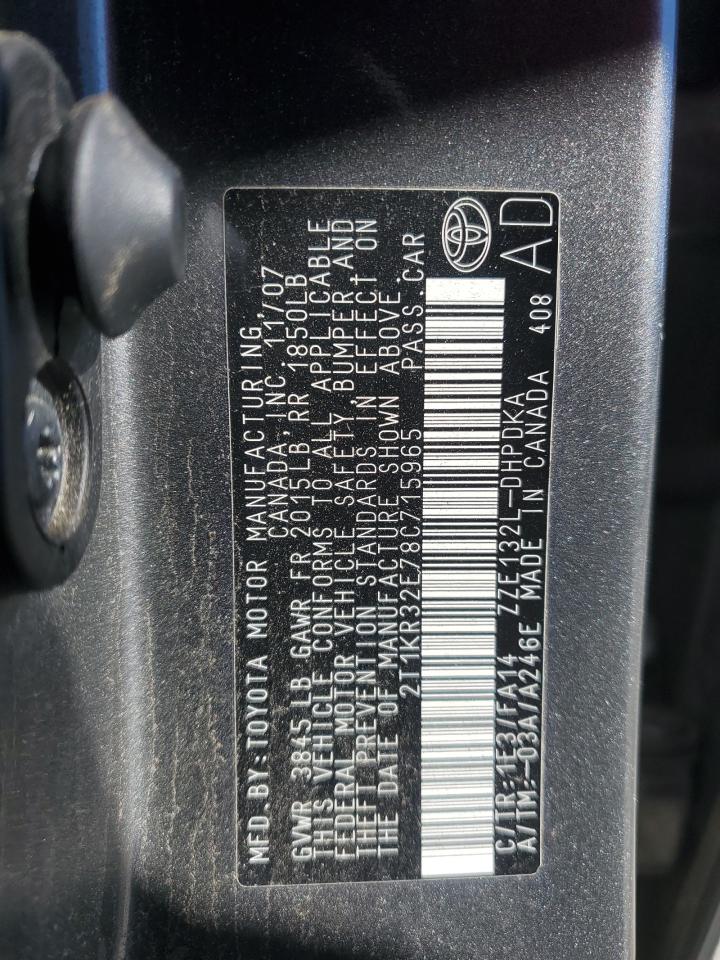 MFD.BY:TOYOTA MOTOR MANUFACTURING,
CANADA,INC. 11/07
GVWR 3845LB GAWR FR 2015LB,RR 1850LB
THIS VEHICLE CONFORMS TO ALL APPLICABLE
FEDERAL MOTOR VEHICLE SAFETY,BUMPER AND
THEFT PREVENTION STANDARDS IN EFFECT ON
THE DATE OF MANUFACTURE SHOWN ABOVE.
2T1KR32E78C715965 PASS.CAR
C/TR:1E3/FA14 ZZE132L-DHPDKA
A/TM:-03A/A246E MADE IN CANADA 408
AD